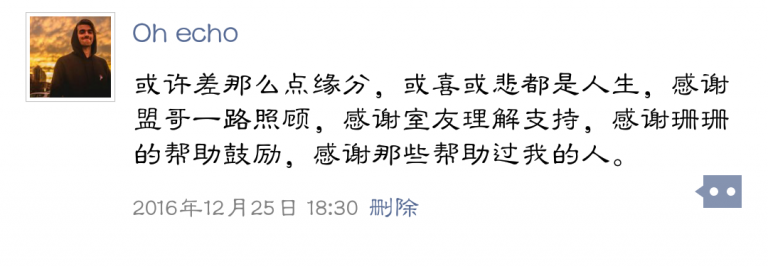 Oh echo
或许差那么点缘分，或喜或悲都是人生，感谢
盟哥一路照顾，感谢室友理解支持，感谢珊珊
的帮助鼓励，感谢那些帮助过我的人。
2016年12月25日 18:30 删除